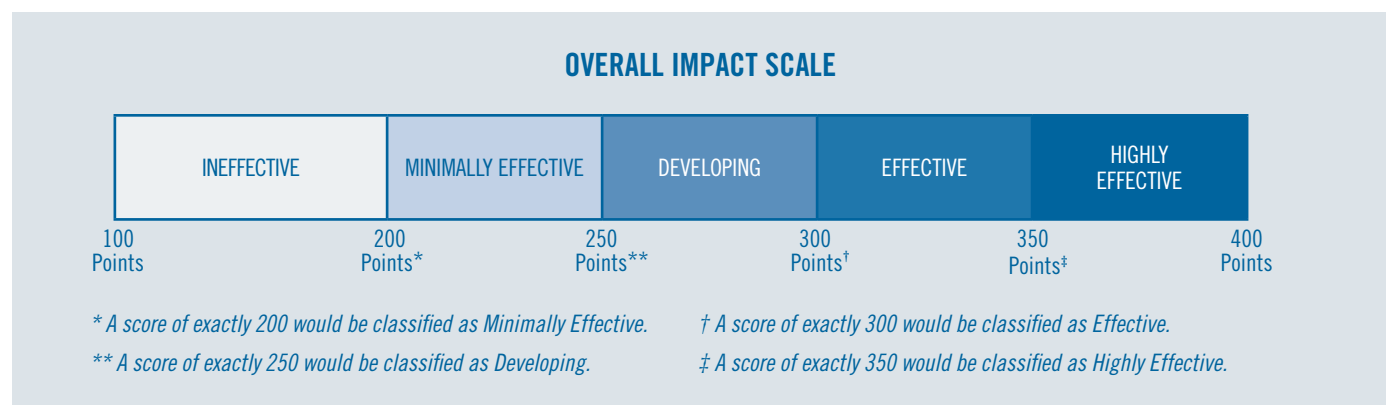 OVERALL IMPACT SCALE
INEFFECTIVE
MINIMALLY EFFECTIVE
DEVELOPING
EFFECTIVE
HIGHLY
EFFECTIVE
100
Points
200
Points*
250
Points**
300
Points†
350
Points‡
400
Points
* A score of exactly 200 would be classified as Minimally Effective.
** A score of exactly 250 would be classified as Developing.
† A score of exactly 300 would be classified as Effective.
‡ A score of exactly 350 would be classified as Highly Effective.